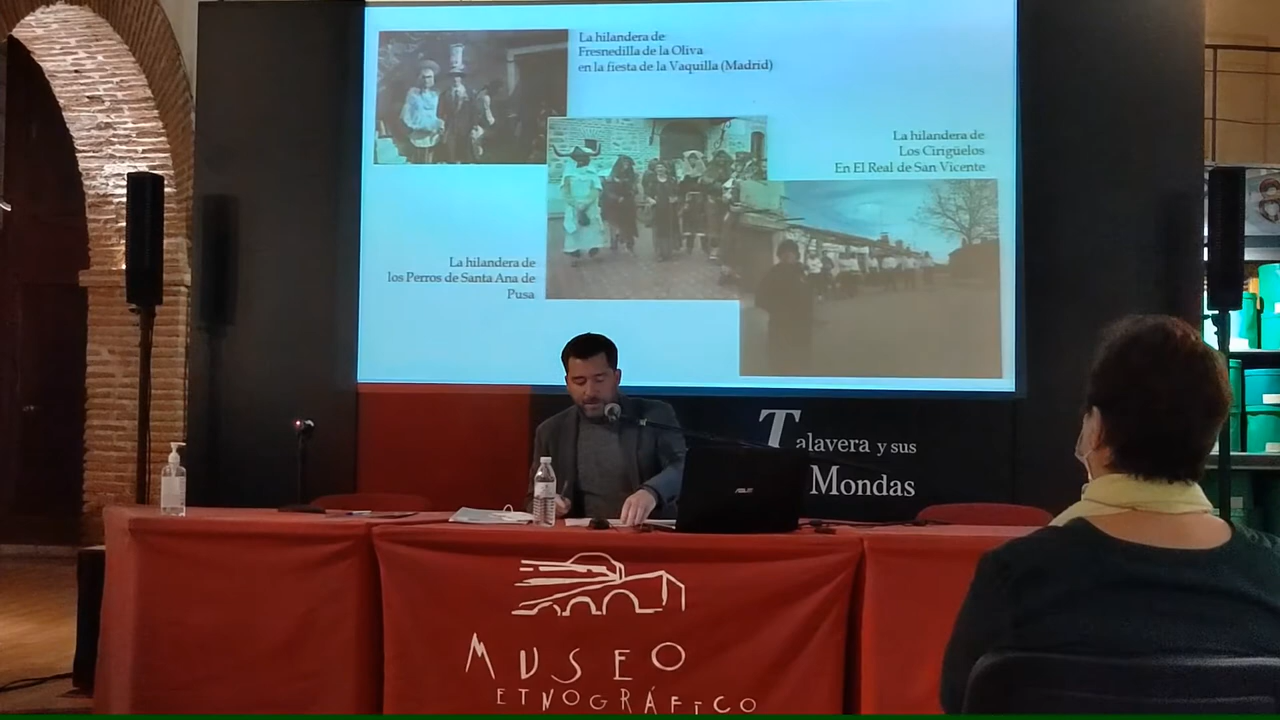 La hilandera de
Fresnedilla de la Oliva
en la fiesta de la Vaquilla (Madrid)
La hilandera de
Los Cirigüelos
En El Real de San Vicente
La hilandera de
los Perros de Santa Ana de
Pusa
Talavera y sus
Mondas
ASUS
MUSEO
ETNOGRÁFICO